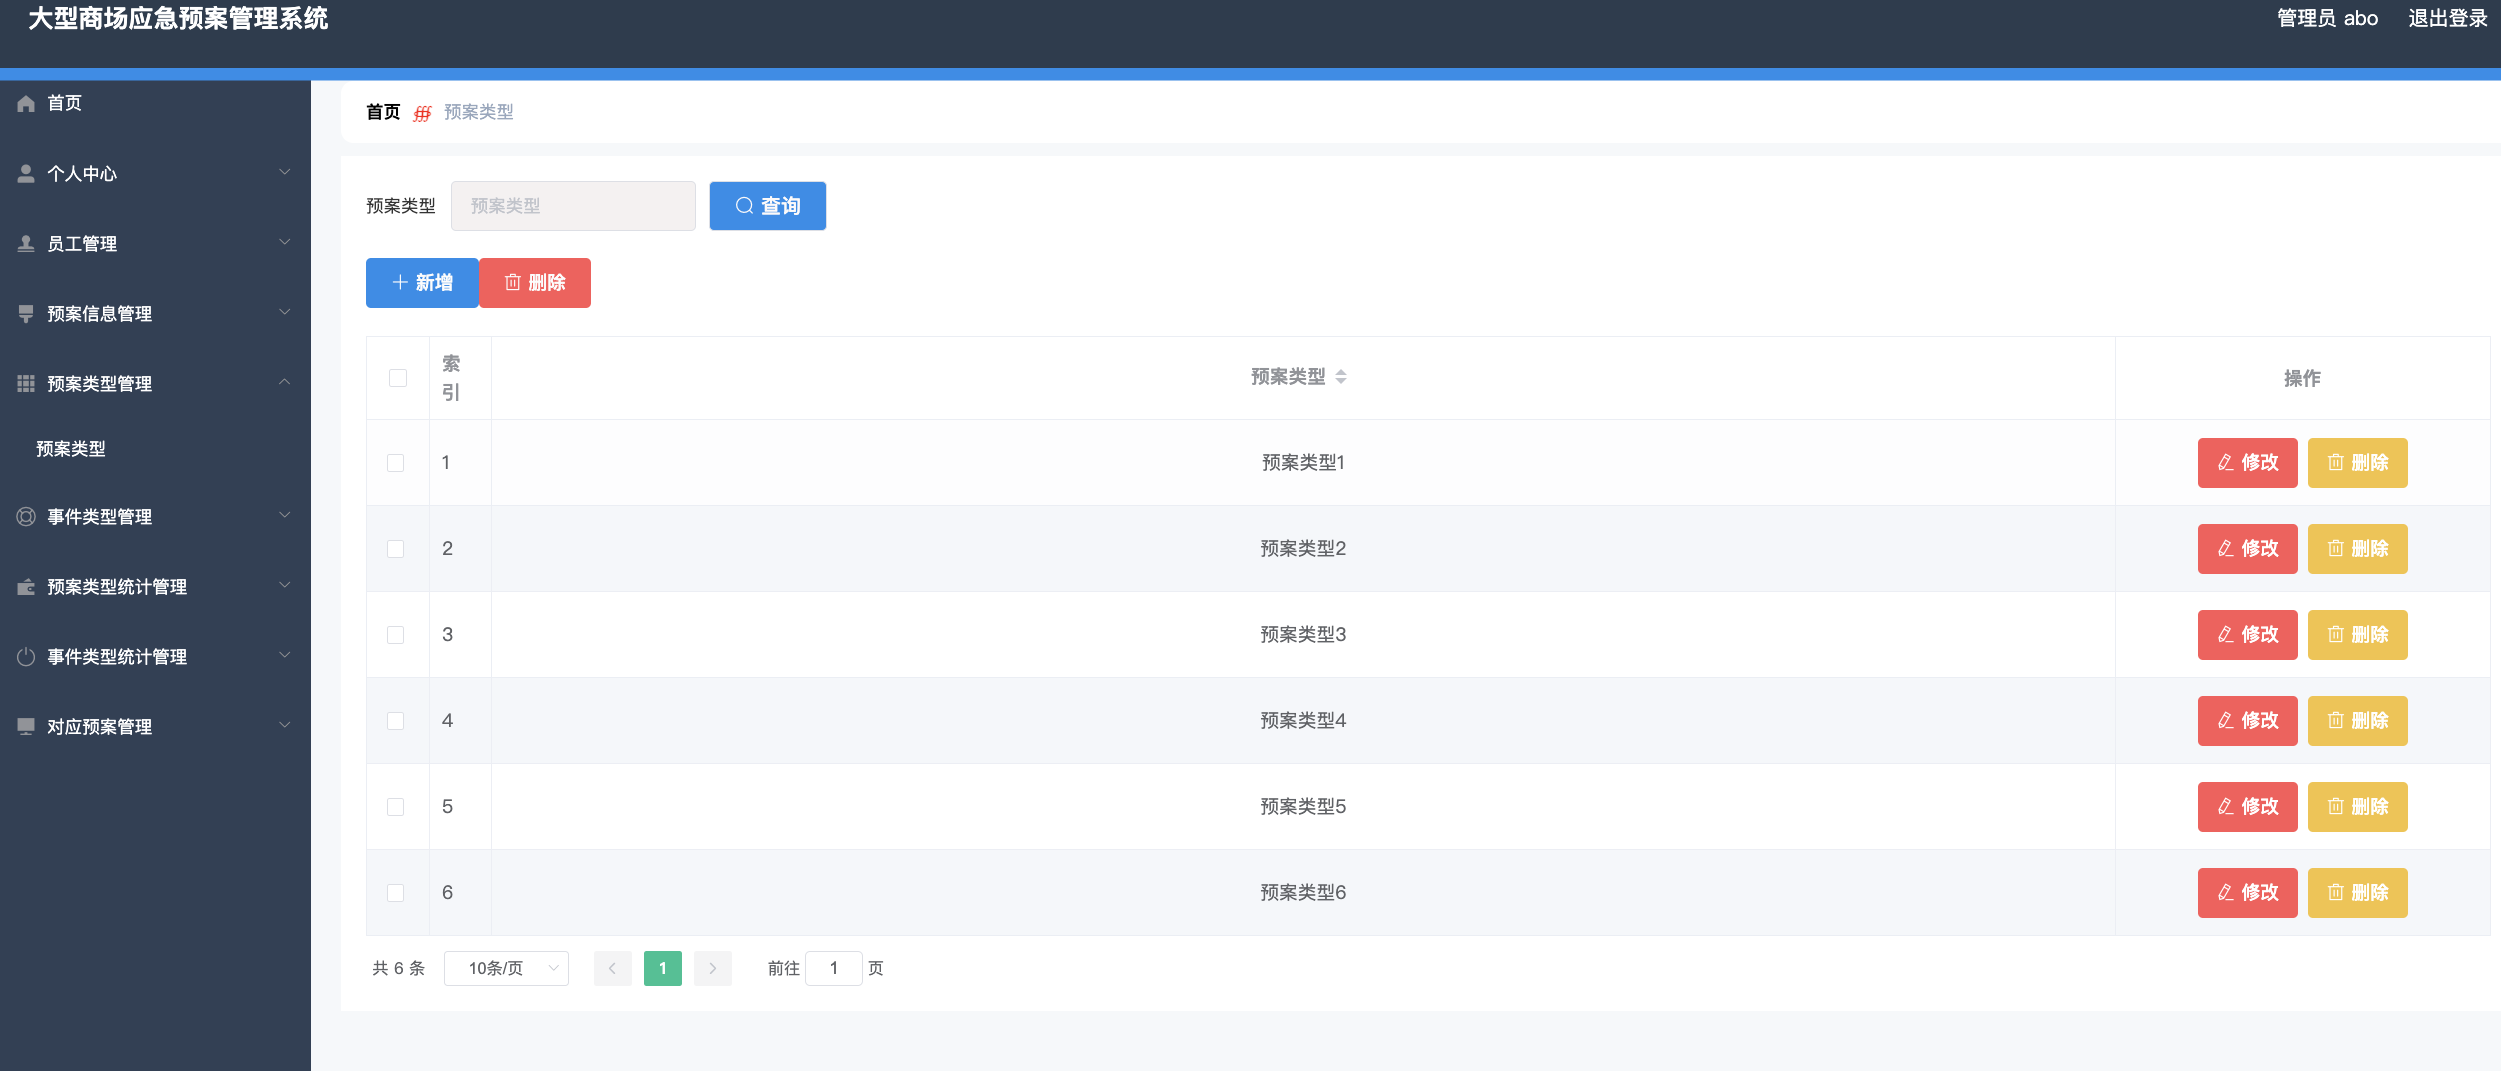 大型商场应急预案管理系统
管理员 abo 退出登录
首页
个人中心
员工管理
预案信息管理
预案类型管理
预案类型
事件类型管理
预案类型统计管理
事件类型统计管理
对应预案管理
首页 预案类型
预案类型 预案类型 查询
新增 删除
索引 预案类型 操作
1 预案类型1 修改 删除
2 预案类型2 修改 删除
3 预案类型3 修改 删除
4 预案类型4 修改 删除
5 预案类型5 修改 删除
6 预案类型6 修改 删除
共 6 条 10条/页 1 前往 1 页